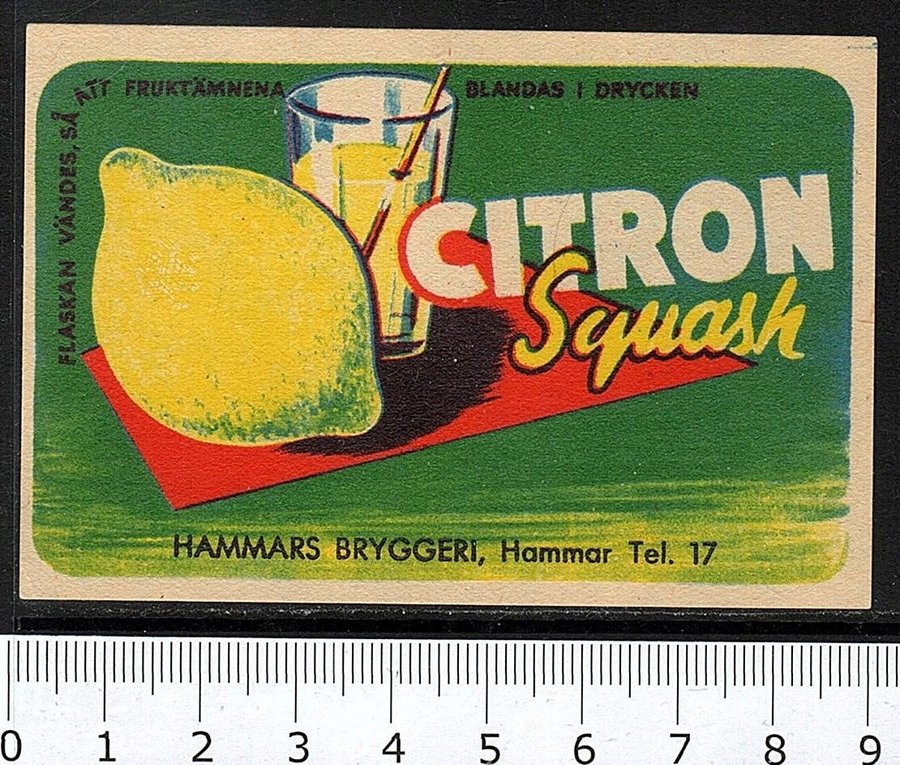 FLASKAN VÄNDES, SÅ ATT FRUKTÄMNENA BLANDAS I DRYCKEN
CITRON
Squash
HAMMARS BRYGGERI, Hammar Tel. 17
0 1 2 3 4 5 6 7 8 9